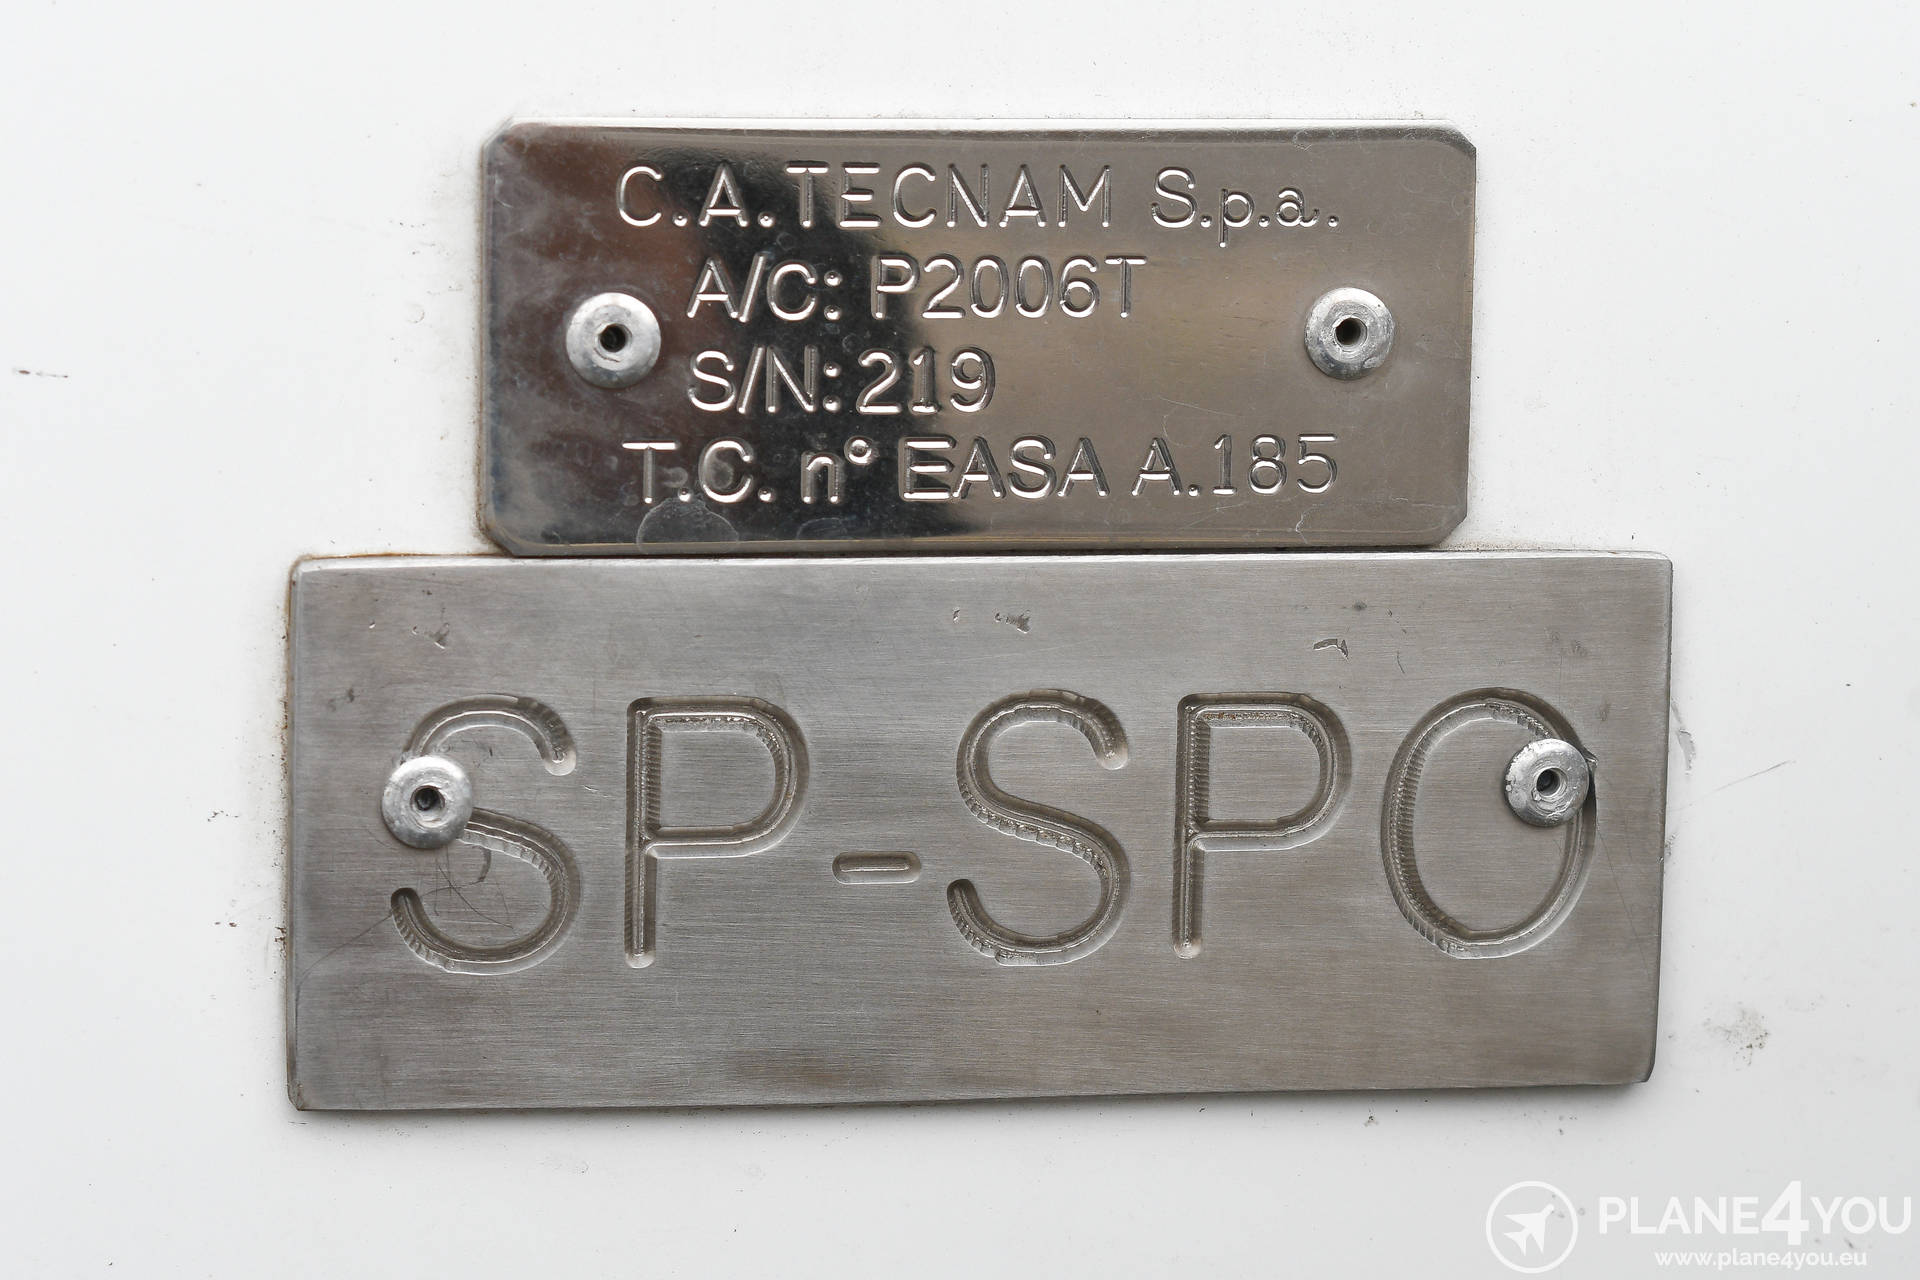 C.A. TECNAM S.p.a.
A/C: P2006T
S/N: 219
T.C. n° EASA A.185
SP-SPO
PLANE4YOU
www.plane4you.eu